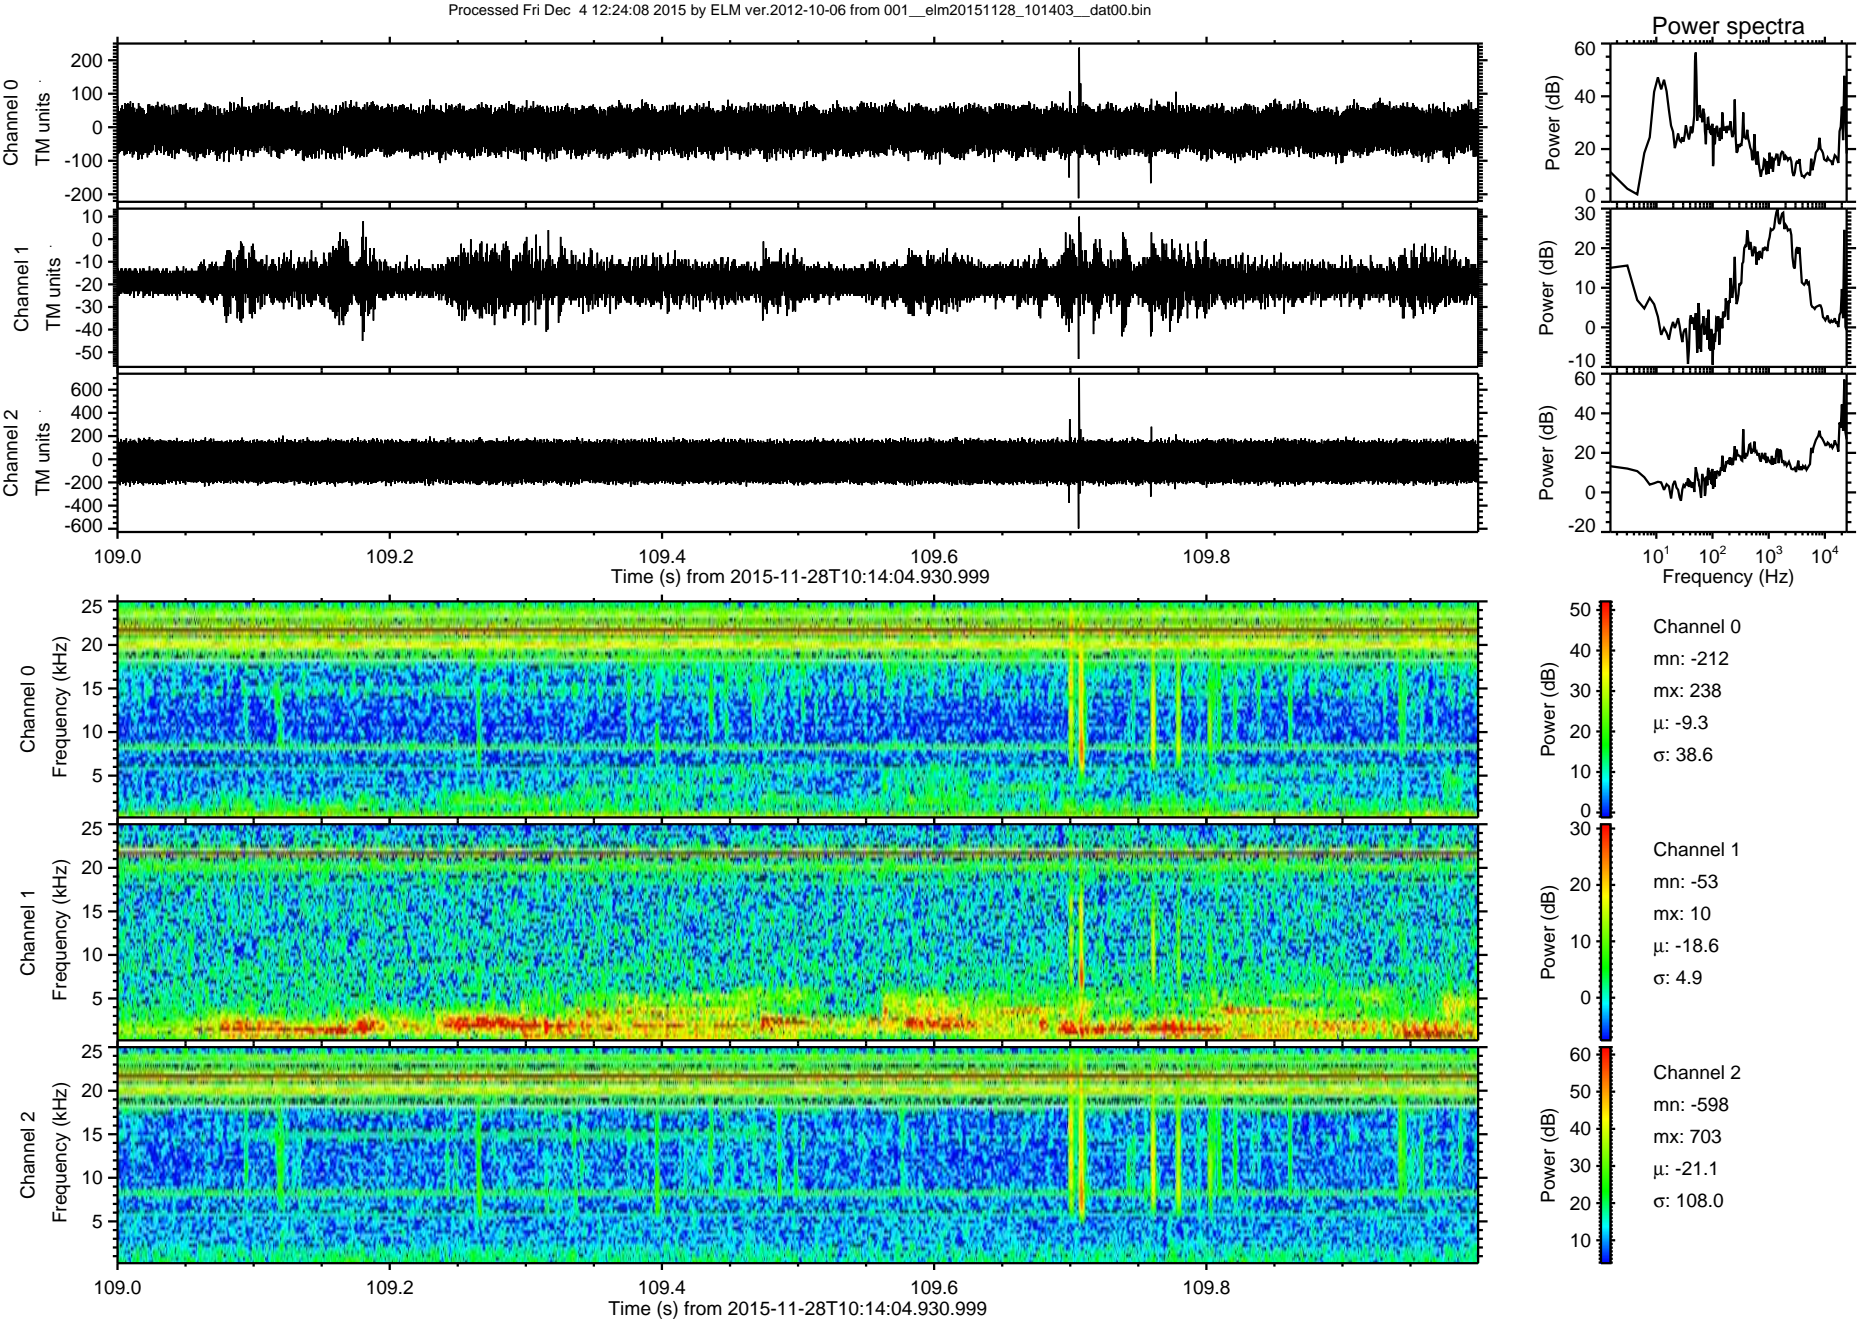 Processed Fri Dec  4 12:24:08 2015 by ELM ver.2012-10-06 from 001__elm20151128_101403__dat00.bin
Power spectra
Channel 0
TM units
200
100
0
-100
-200
Power (dB)
60
40
20
0
Channel 1
TM units
10
0
-10
-20
-30
-40
-50
Power (dB)
30
20
10
0
-10
Channel 2
TM units
600
400
200
0
-200
-400
-600
Power (dB)
60
40
20
0
-20
109.0 109.2 109.4 109.6 109.8
Time (s) from 2015-11-28T10:14:04.930.999
10¹ 10² 10³ 10⁴
Frequency (Hz)
Channel 0
Frequency (kHz)
25
20
15
10
5
Power (dB)
50
40
30
20
10
0
Channel 0
mn: -212
mx: 238
μ: -9.3
σ: 38.6
Channel 1
Frequency (kHz)
25
20
15
10
5
Power (dB)
30
20
10
0
Channel 1
mn: -53
mx: 10
μ: -18.6
σ: 4.9
Channel 2
Frequency (kHz)
25
20
15
10
5
Power (dB)
60
50
40
30
20
10
Channel 2
mn: -598
mx: 703
μ: -21.1
σ: 108.0
109.0 109.2 109.4 109.6 109.8
Time (s) from 2015-11-28T10:14:04.930.999